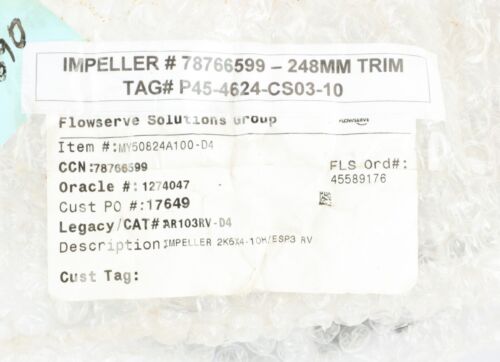 IMPELLER # 78766599 – 248MM TRIM
TAG# P45-4624-CS03-10
Flowserve Solutions Group
FLOWSERVE
Item #:MY50824A100-D4
CCN:78766599
FLS Ord#:
45589176
Oracle #: 1274047
Cust PO #:17649
Legacy/CAT# AR103RV-D4
Description:IMPELLER 2K6X4-10H/ESP3 RV
Cust Tag: